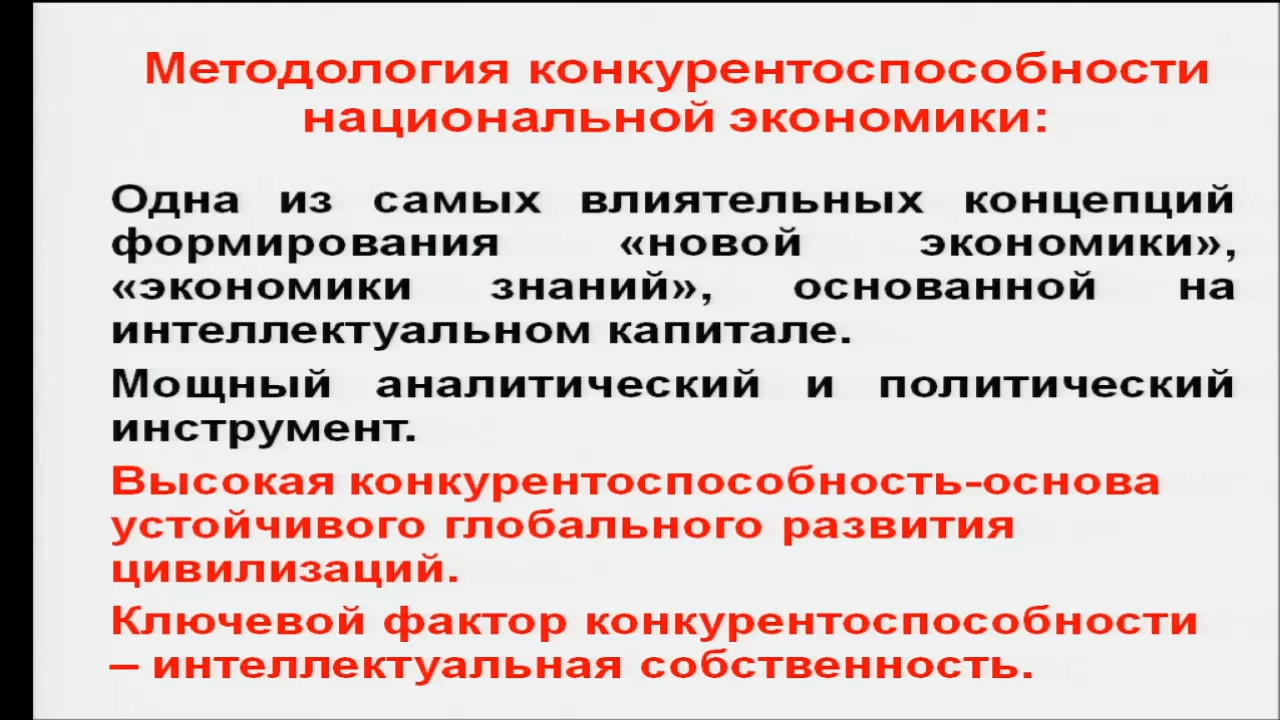 Методология конкурентоспособности
национальной экономики:
Одна из самых влиятельных концепций
формирования «новой экономики»,
«экономики знаний», основанной на
интеллектуальном капитале.
Мощный аналитический и политический
инструмент.
Высокая конкурентоспособность-основа
устойчивого глобального развития
цивилизаций.
Ключевой фактор конкурентоспособности
– интеллектуальная собственность.